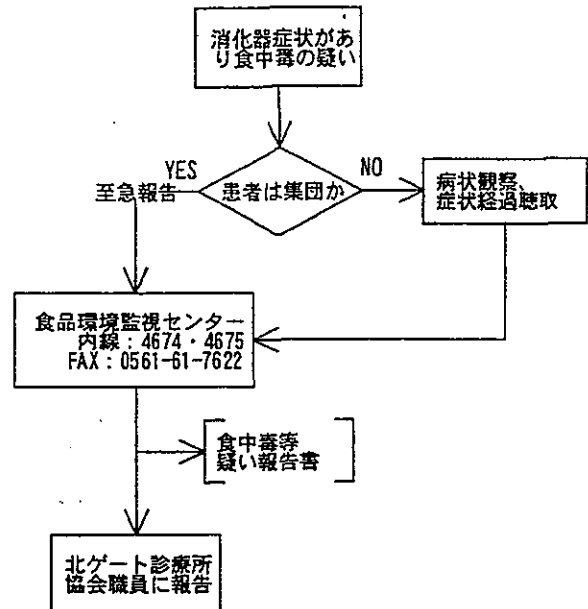 消化器症状があ
り食中毒の疑い
YES
NO
至急報告
患者は集団か
病状観察、
症状経過聴取
食品環境監視センター
内線：4674・4675
FAX：0561-61-7622
食中毒等
疑い報告書
北ゲート診療所
協会職員に報告